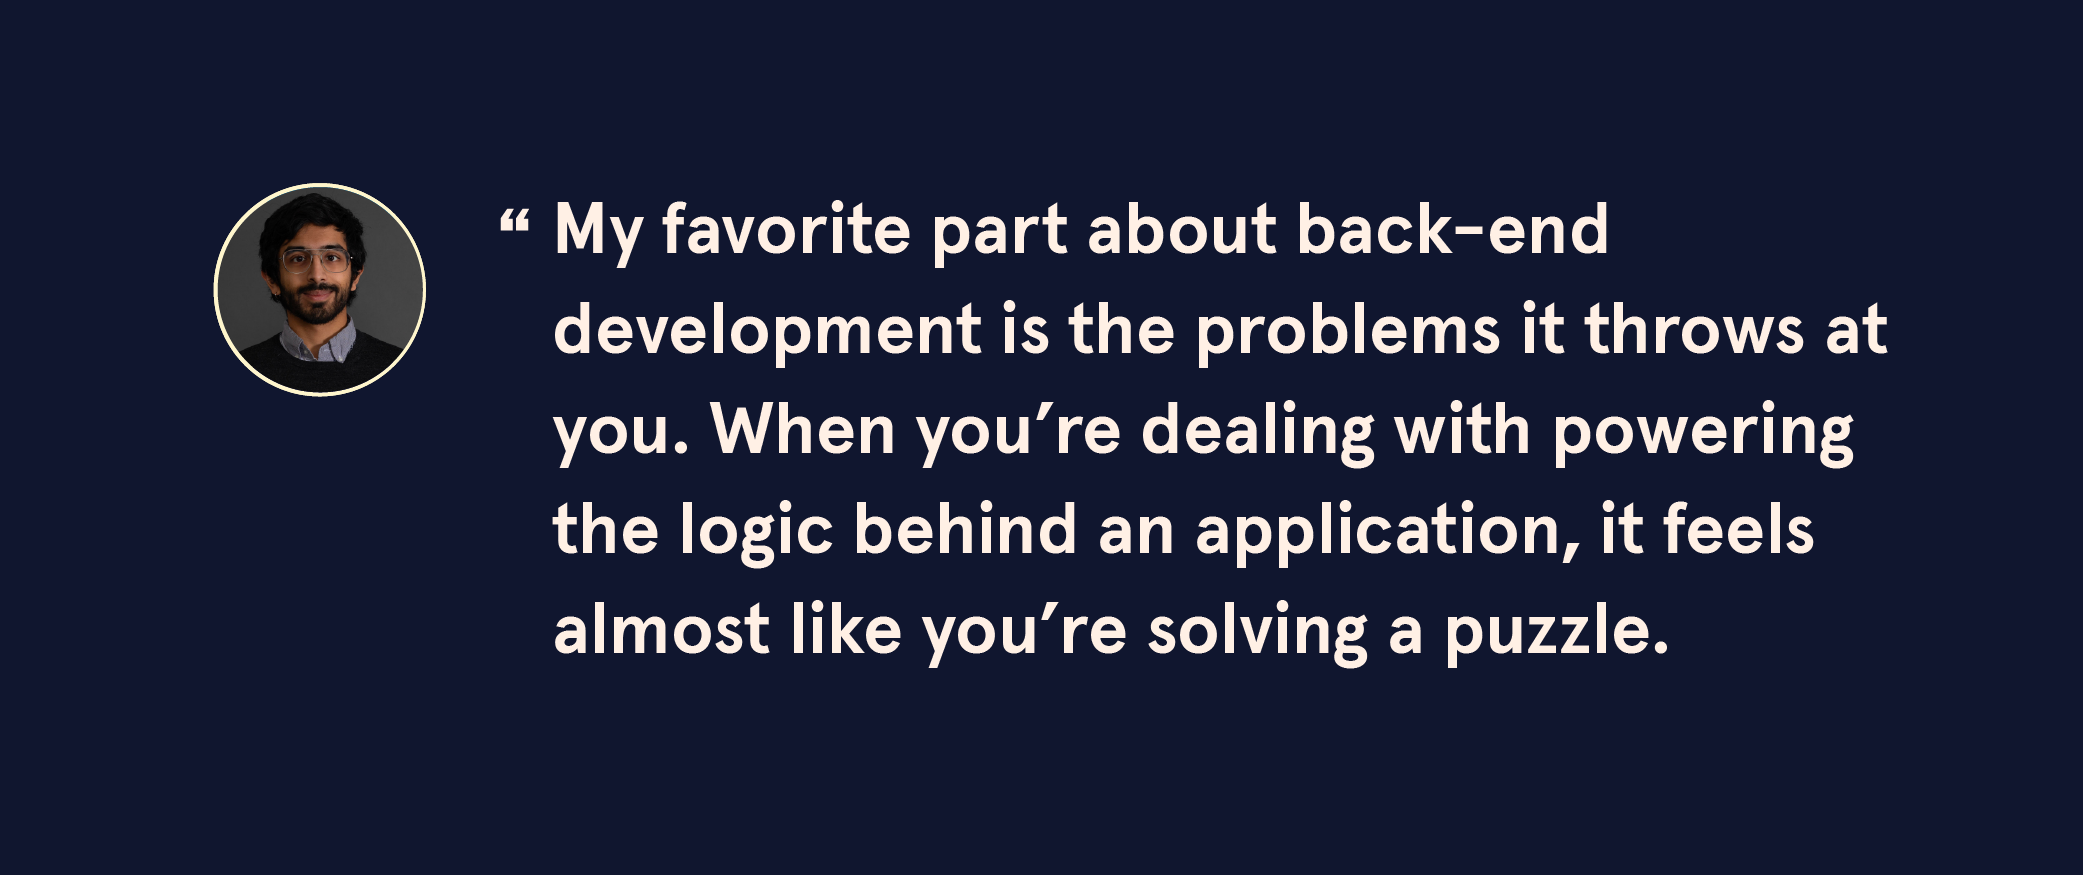 “ My favorite part about back-end
development is the problems it throws at
you. When you’re dealing with powering
the logic behind an application, it feels
almost like you’re solving a puzzle.